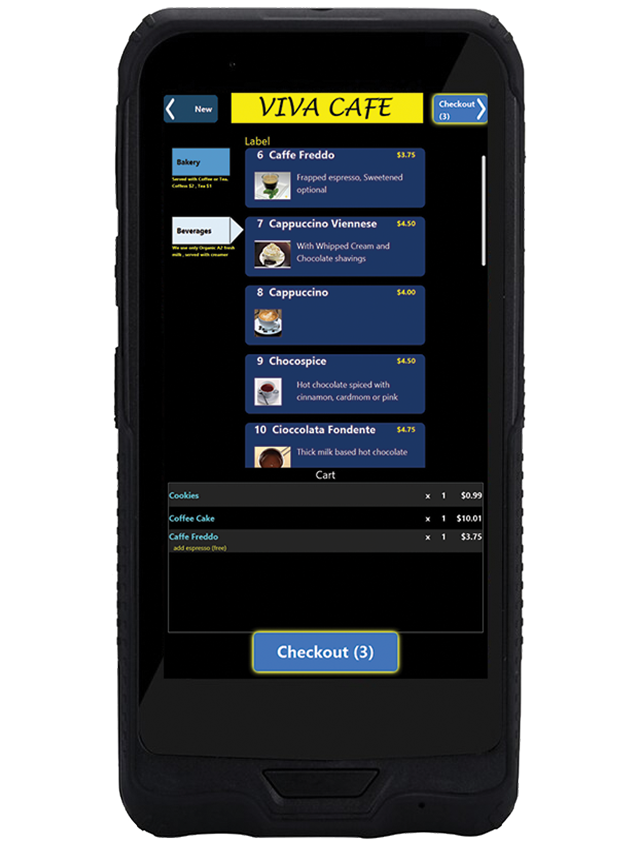 New
VIVA CAFE
Checkout
(3)
Label
Bakery
Served with Coffee or Tea,
Coffee $2 , Tea $1
Beverages
We use only Organic A2 fresh
milk , served with creamer
6 Caffe Freddo $3.75
Frapped espresso, Sweetened
optional
7 Cappuccino Viennese $4.50
With Whipped Cream and
Chocolate shavings
8 Cappuccino $4.00
9 Chocospice $4.50
Hot chocolate spiced with
cinnamon, cardmom or pink
10 Cioccolata Fondente $4.75
Thick milk based hot chocolate
Cart
Cookies x 1 $0.99
Coffee Cake x 1 $10.01
Caffe Freddo x 1 $3.75
add espresso (free)
Checkout (3)